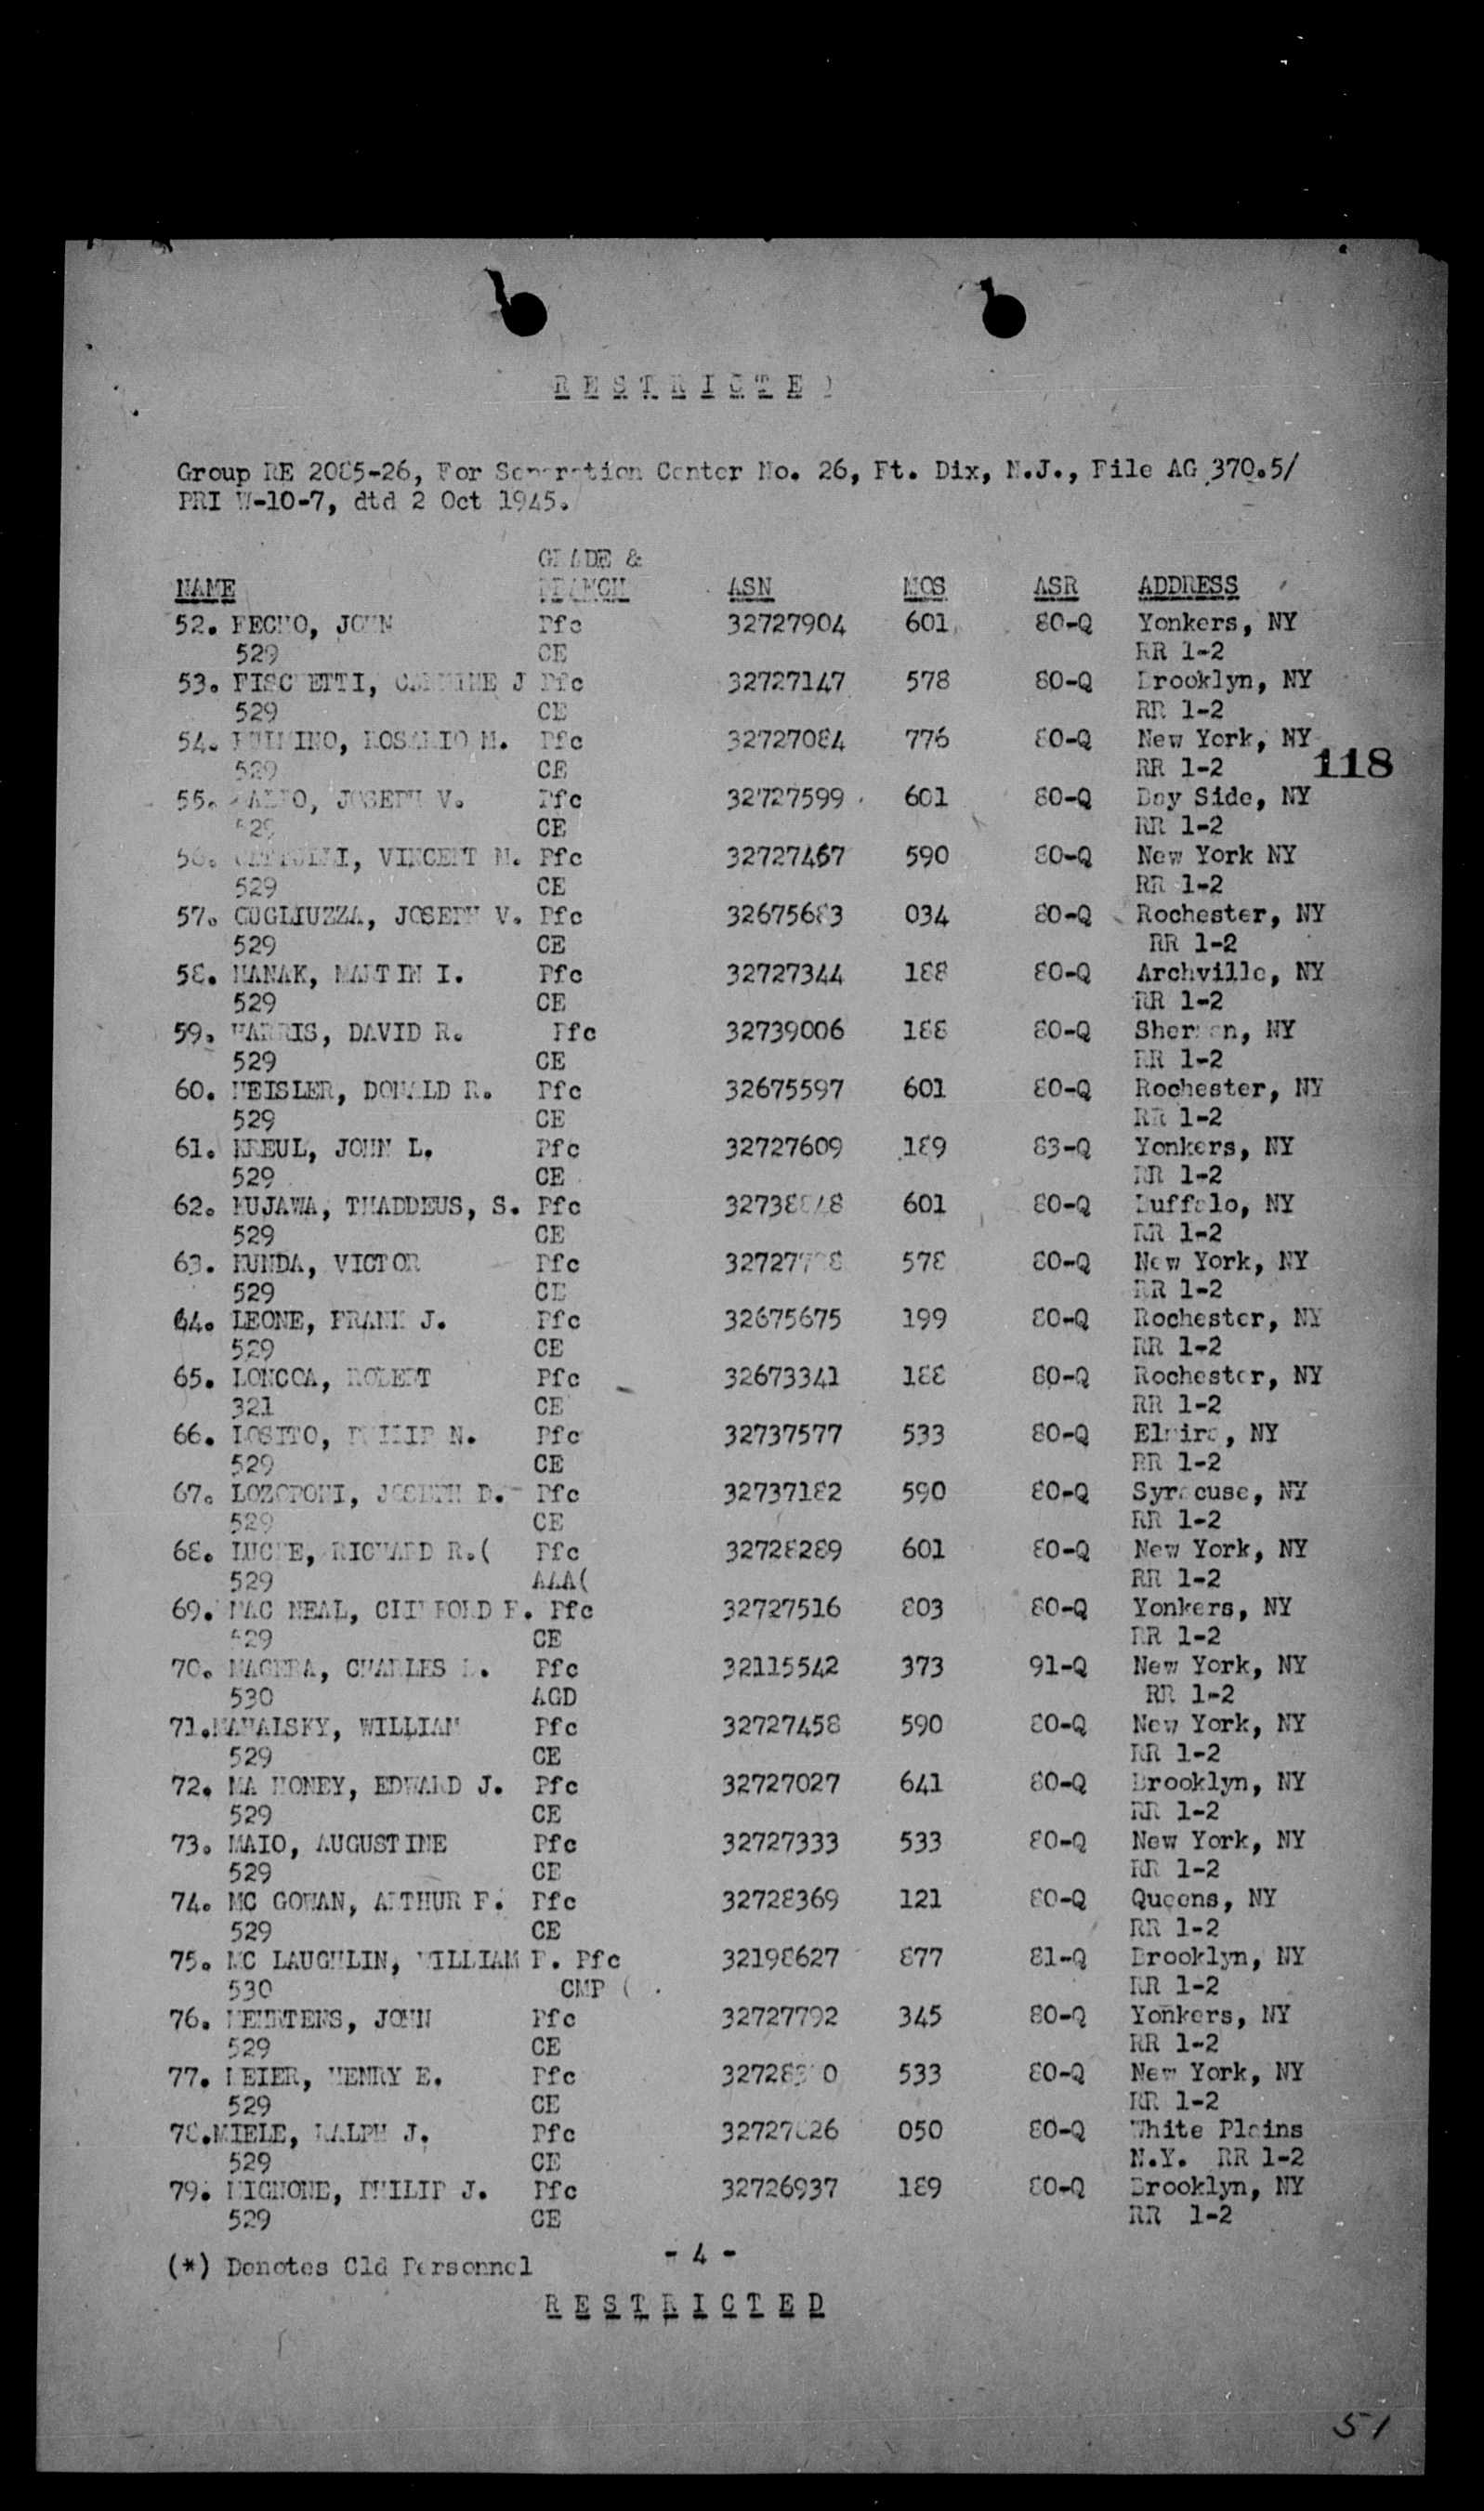 R E S T R I C T E D
Group RE 2085-26, For Separation Center No. 26, Ft. Dix, N.J., File AG 370.5/
PRI W-10-7, dtd 2 Oct 1945.
GRADE &
NAME BRANCH ASN MOS ASR ADDRESS
52. FECHO, JOHN Pfc 32727904 601 80-Q Yonkers, NY
529 CE RR 1-2
53. FISCHETTI, CARMINE J Pfc 32727147 578 80-Q Brooklyn, NY
529 CE RR 1-2
54. ROSARIO M. Pfc 32727084 776 80-Q New York, NY
529 CE RR 1-2 118
55. JOSEPH V. Pfc 32727599 601 80-Q Bay Side, NY
529 CE RR 1-2
56. VINCENT M. Pfc 32727467 590 80-Q New York NY
529 CE RR 1-2
57. GUGLIUZZA, JOSEPH V. Pfc 32675683 034 80-Q Rochester, NY
529 CE RR 1-2
58. HANAK, MARTIN I. Pfc 32727344 188 80-Q Archville, NY
529 CE RR 1-2
59. HARRIS, DAVID R. Pfc 32739006 188 80-Q Sherman, NY
529 CE RR 1-2
60. HEISLER, DONALD R. Pfc 32675597 601 80-Q Rochester, NY
529 CE RR 1-2
61. KREUL, JOHN L. Pfc 32727609 189 83-Q Yonkers, NY
529 CE RR 1-2
62. KUJAWA, THADDEUS, S. Pfc 601 80-Q Buffalo, NY
529 CE RR 1-2
63. KUNDA, VICTOR Pfc 578 80-Q New York, NY
529 CE RR 1-2
64. LEONE, FRANK J. Pfc 32675675 199 80-Q Rochester, NY
529 CE RR 1-2
65. LONCCA, ROBERT Pfc 32673341 188 80-Q Rochester, NY
321 CE RR 1-2
66. LOSITO, PHILIP N. Pfc 32737577 533 80-Q Elmira, NY
529 CE RR 1-2
67. JOSEPH D. Pfc 32737182 590 80-Q Syracuse, NY
529 CE RR 1-2
68. RICHARD R.( Pfc 32728289 601 80-Q New York, NY
529 AAA(
RR 1-2
69. MAC NEAL, CLIFFORD F. Pfc 32727516 803 80-Q Yonkers, NY
529 CE RR 1-2
70. CHARLES Pfc 32115542 373 91-Q New York, NY
530 AGD RR 1-2
71. WILLIAM Pfc 32727458 590 80-Q New York, NY
529 CE RR 1-2
72. MA HONEY, EDWARD J. Pfc 32727027 641 80-Q Brooklyn, NY
529 CE RR 1-2
73. MAIO, AUGUSTINE Pfc 32727333 533 80-Q New York, NY
529 CE RR 1-2
74. MC GOWAN, ARTHUR F. Pfc 32728369 121 80-Q Queens, NY
529 CE RR 1-2
75. MC LAUGHLIN, WILLIAM F. Pfc 32198627 877 81-Q Brooklyn, NY
530 CMP ( RR 1-2
76. MEHRTENS, JOHN Pfc 32727792 345 80-Q Yonkers, NY
529 CE RR 1-2
77. MEIER, HENRY E. Pfc 533 80-Q New York, NY
529 CE RR 1-2
78.MIELE, RALPH J. Pfc 050 80-Q White Plains
529 CE N.Y. RR 1-2
79. MIGNONE, PHILIP J. Pfc 32726937 189 80-Q Brooklyn, NY
529 CE RR 1-2
(*) Denotes Cld Personnel - 4 -
R E S T R I C T E D
51